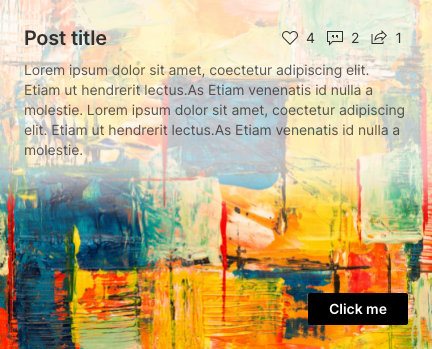 Post title 4 2 1
Lorem ipsum dolor sit amet, coectetur adipiscing elit.
Etiam ut hendrerit lectus.As Etiam venenatis id nulla a
molestie. Lorem ipsum dolor sit amet, coectetur adipiscing
elit. Etiam ut hendrerit lectus.As Etiam venenatis id nulla a
molestie.
Click me